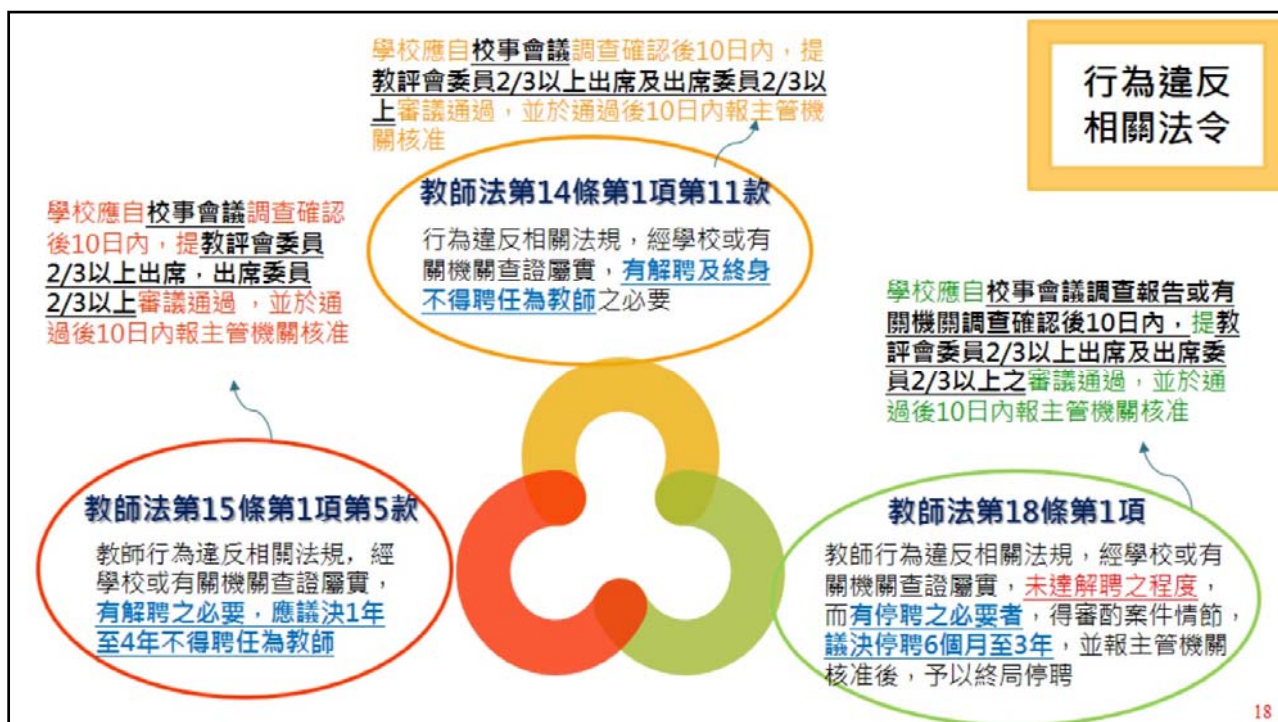 學校應自校事會議調查確認後10日內，提
教評會委員2/3以上出席及出席委員2/3以
上審議通過，並於通過後10日內報主管機
關核准
行為違反
相關法令
教師法第14條第1項第11款
行為違反相關法規，經學校或有
關機關查證屬實，有解聘及終身
不得聘任為教師之必要
學校應自校事會議調查確認
後10日內，提教評會委員
2/3以上出席，出席委員
2/3以上審議通過，並於通
過後10日內報主管機關核准
學校應自校事會議調查報告或有
關機關調查確認後10日內，提教
評會委員2/3以上出席及出席委
員2/3以上之審議通過，並於通
過後10日內報主管機關核准
教師法第15條第1項第5款
教師行為違反相關法規，經
學校或有關機關查證屬實，
有解聘之必要，應議決1年
至4年不得聘任為教師
教師法第18條第1項
教師行為違反相關法規，經學校或有
關機關查證屬實，未達解聘之程度，
而有停聘之必要者，得審酌案件情節，
議決停聘6個月至3年，並報主管機關
核准後，予以終局停聘
18